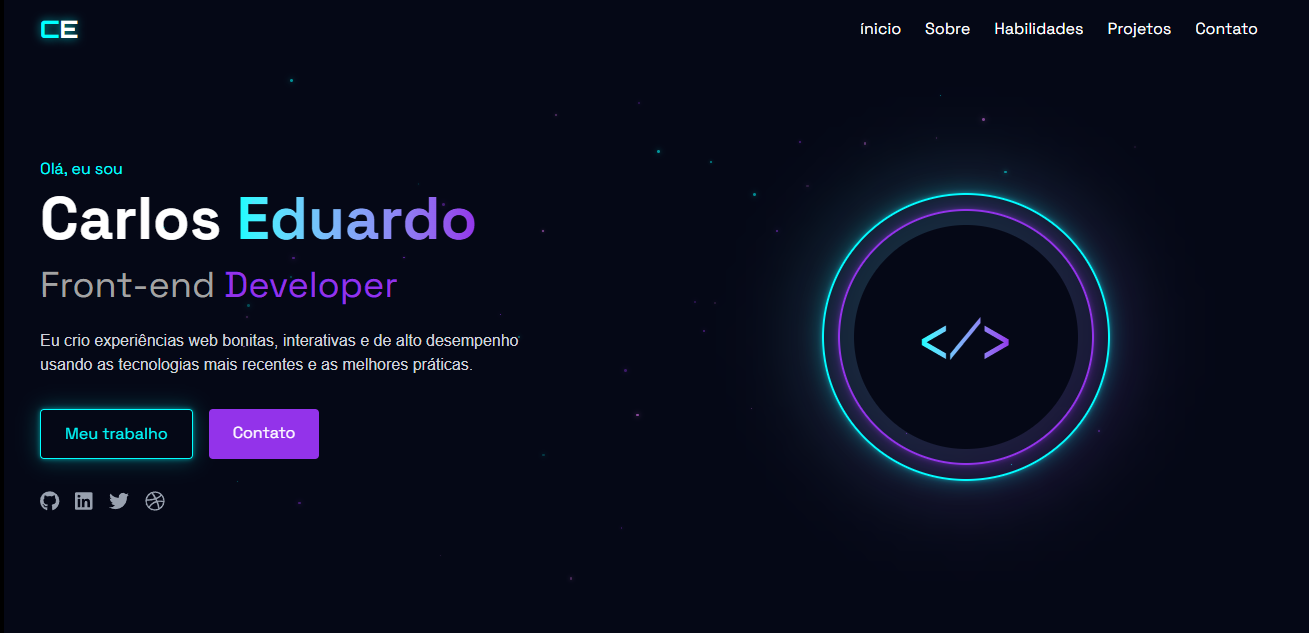 CE
ínicio Sobre Habilidades Projetos Contato
Olá, eu sou
Carlos Eduardo
Front-end Developer
Eu crio experiências web bonitas, interativas e de alto desempenho
usando as tecnologias mais recentes e as melhores práticas.
Meu trabalho Contato
</>